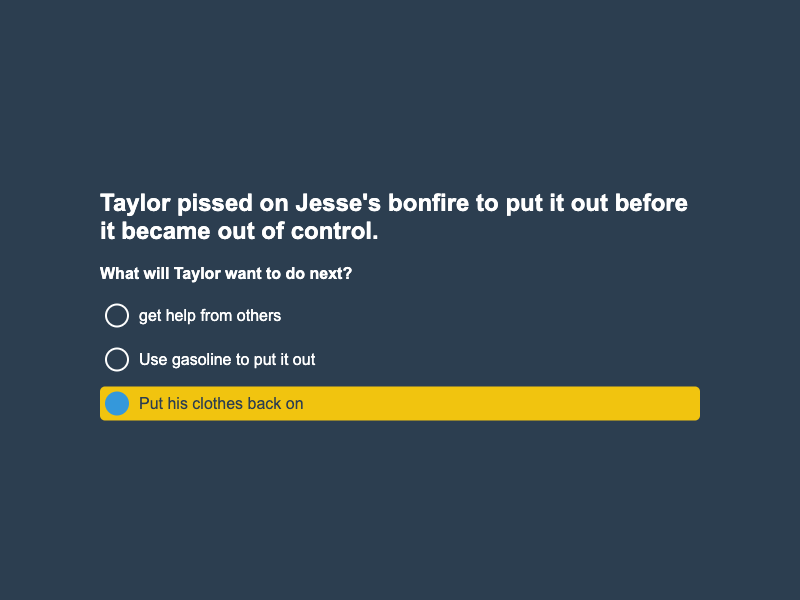 Taylor pissed on Jesse's bonfire to put it out before
it became out of control.
What will Taylor want to do next?
get help from others
Use gasoline to put it out
Put his clothes back on